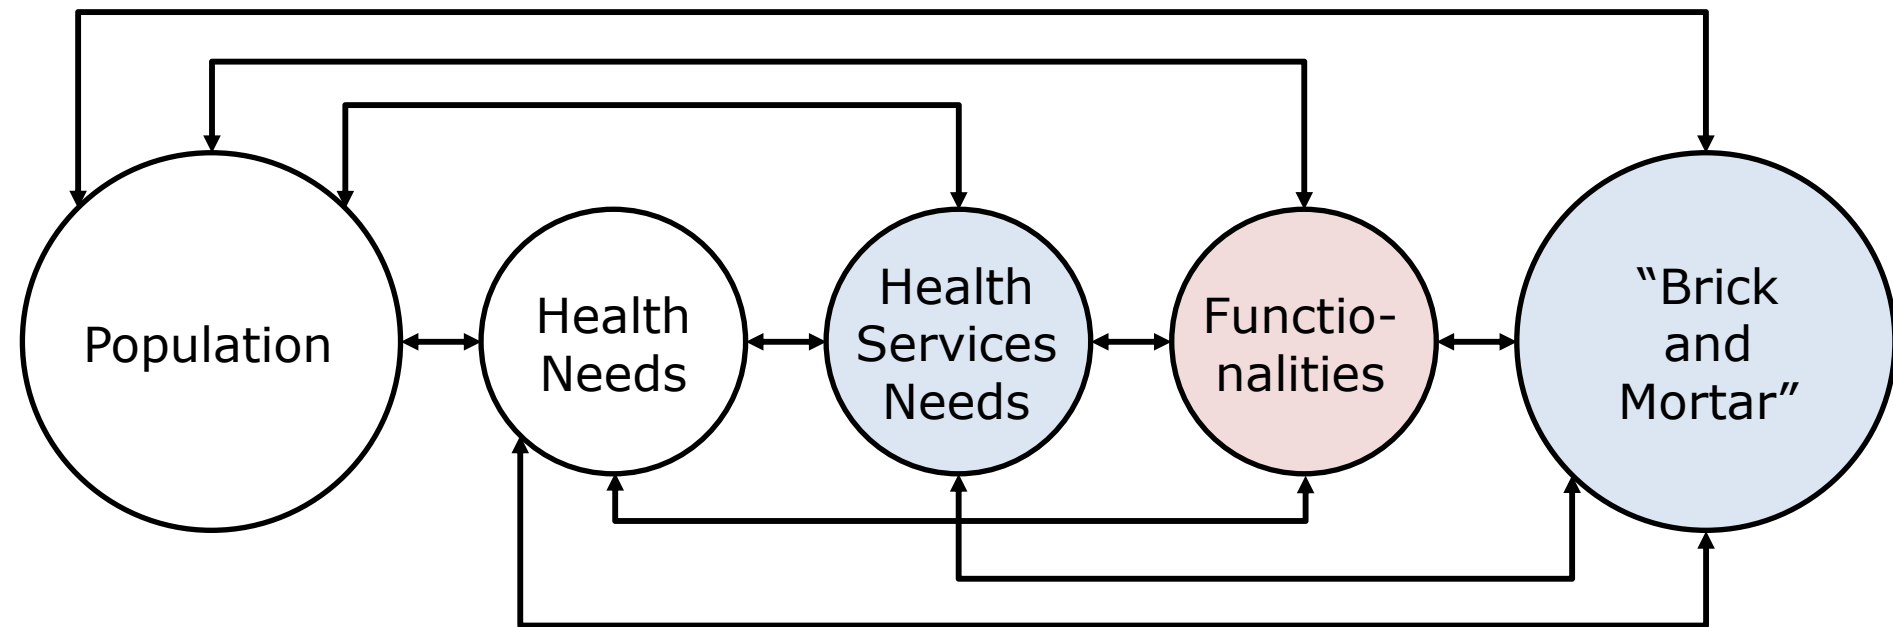 Population
Health
Needs
Health
Services
Needs
Functio-
nalities
“Brick
and
Mortar”